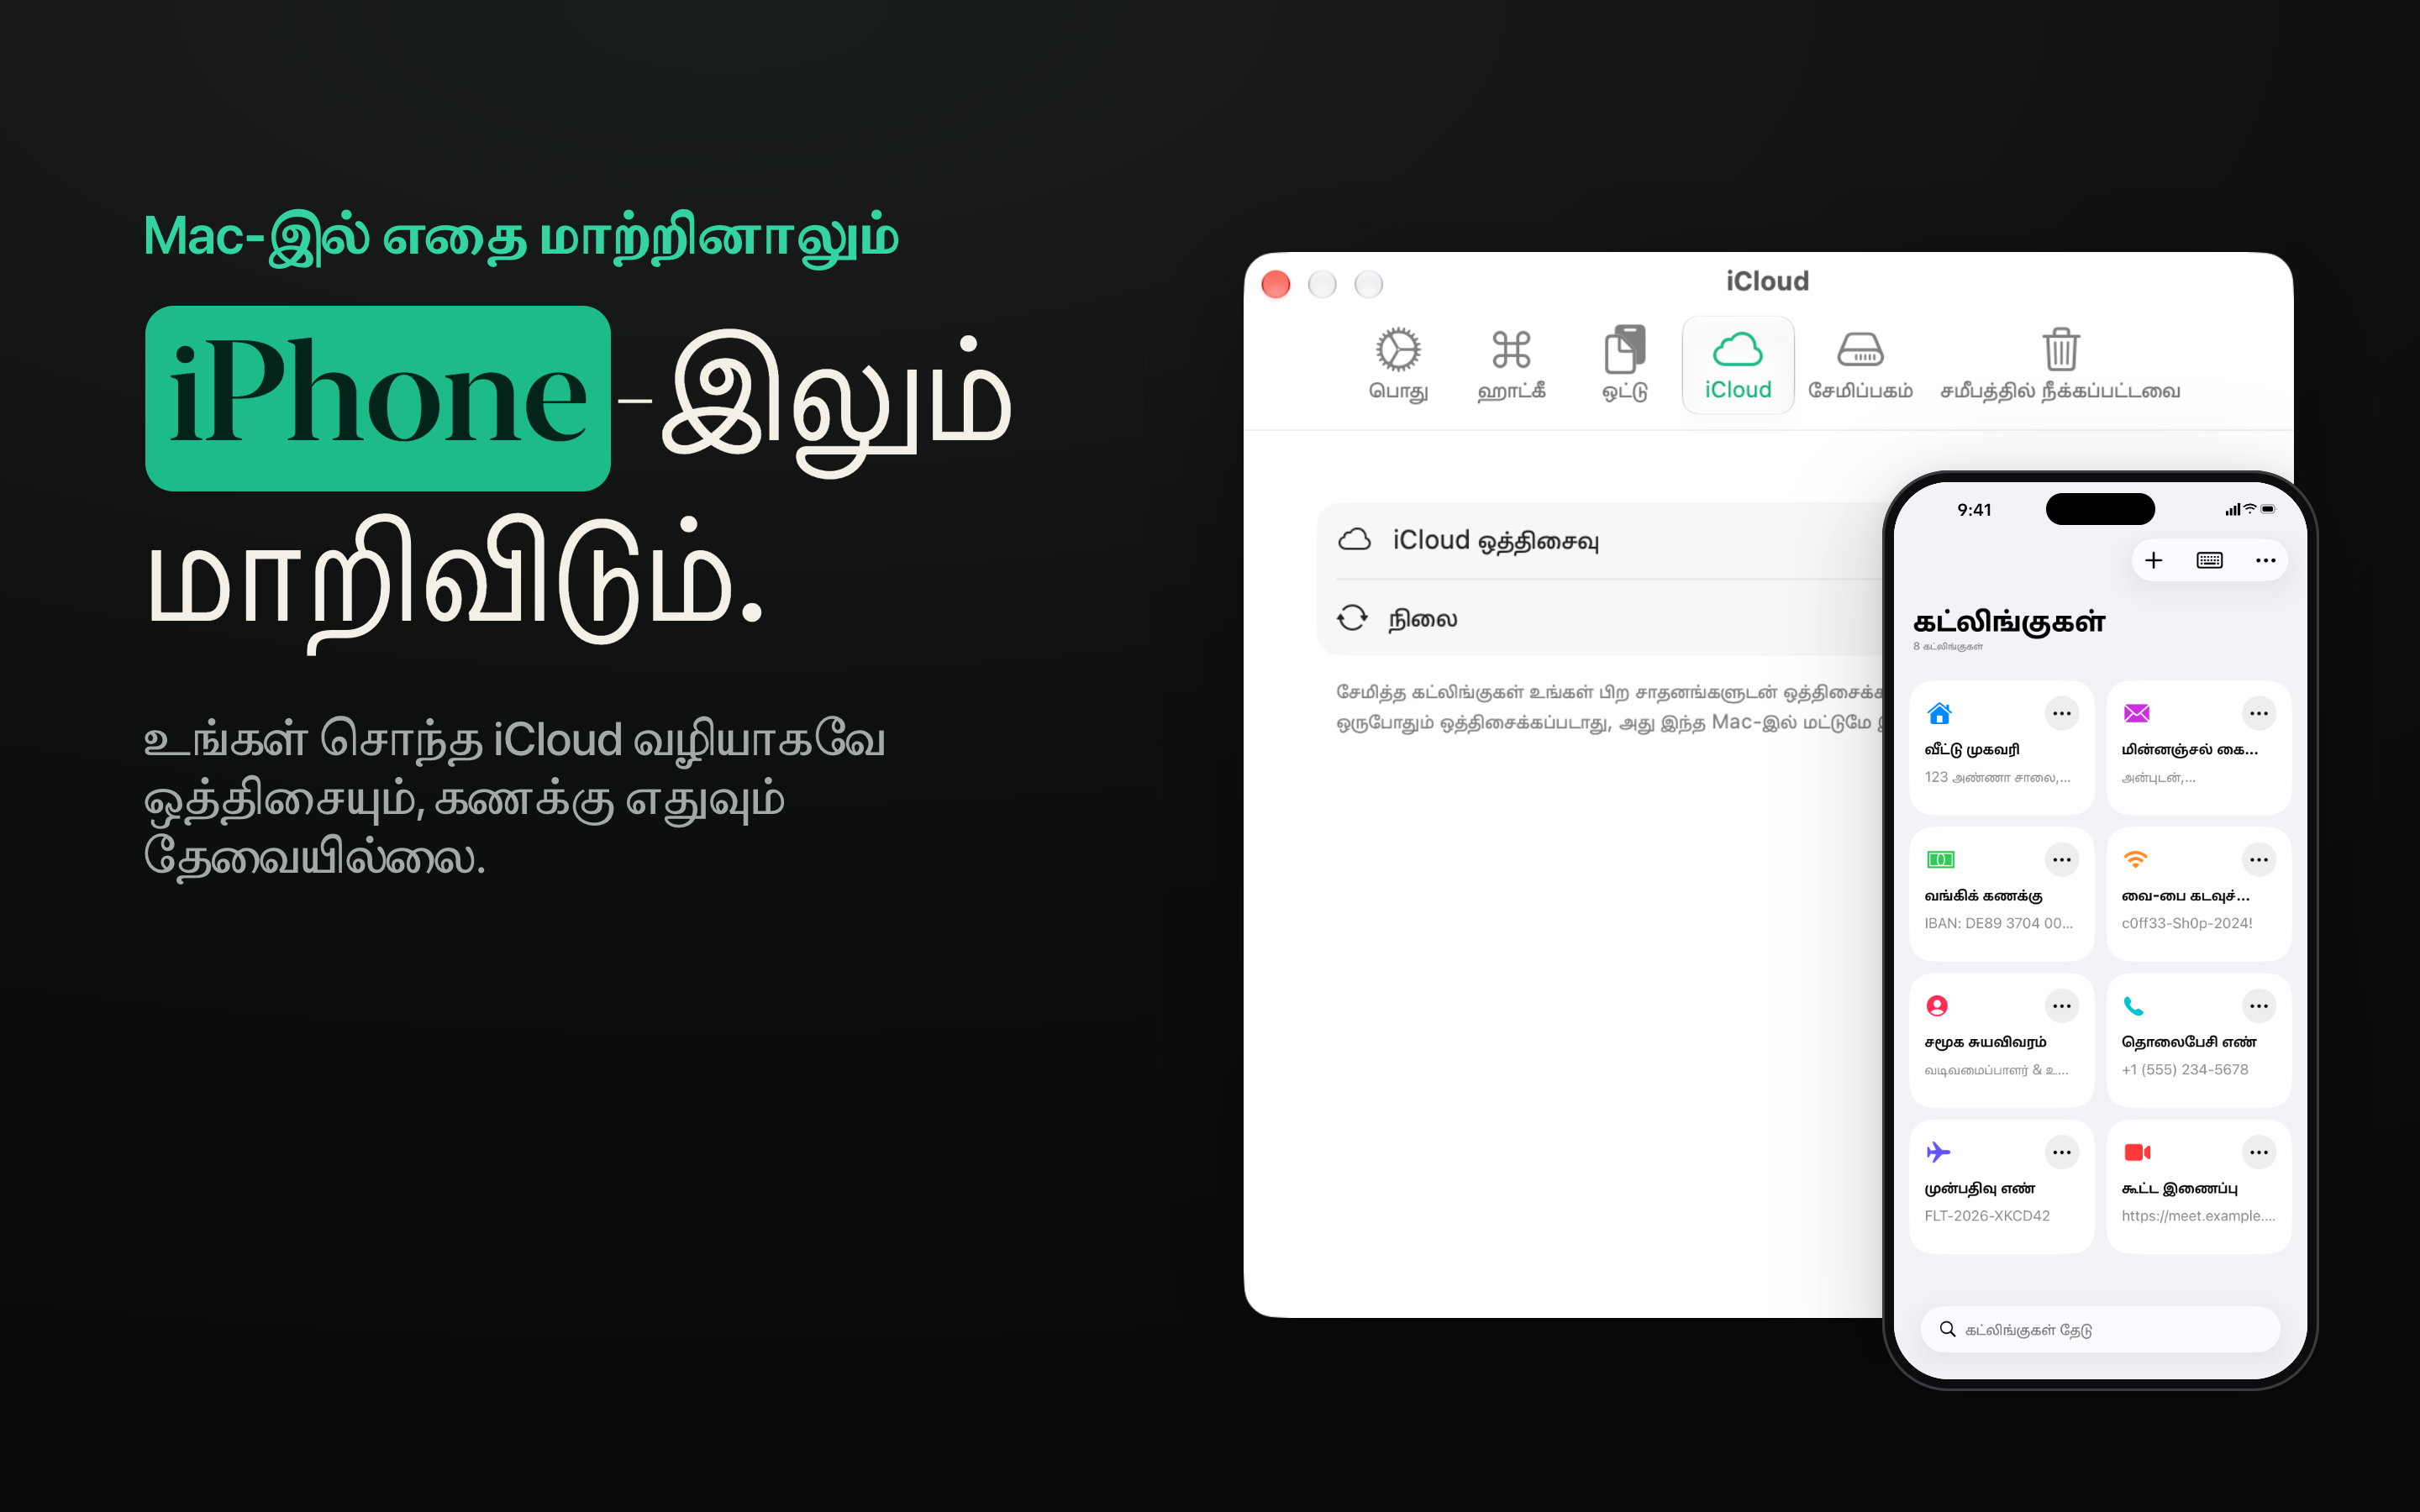 Mac-இல் எதை மாற்றினாலும்
iPhone-இலும்
மாறிவிடும்.
உங்கள் சொந்த iCloud வழியாகவே
ஒத்திசையும், கணக்கு எதுவும்
தேவையில்லை.
iCloud
பொது
ஹாட்கீ
ஒட்டு
iCloud
சேமிப்பகம்
சமீபத்தில் நீக்கப்பட்டவை
iCloud ஒத்திசைவு
நிலை
சேமித்த கட்லிங்குகள் உங்கள் பிற சாதனங்களுடன் ஒத்திசைக்க
ஒருபோதும் ஒத்திசைக்கப்படாது, அது இந்த Mac-இல் மட்டுமே
9:41
கட்லிங்குகள்
8 கட்லிங்குகள்
வீட்டு முகவரி
123 அண்ணா சாலை,...
மின்னஞ்சல் கை...
அன்புடன்,...
வங்கிக் கணக்கு
IBAN: DE89 3704 00...
வை-பை கடவுச்...
c0ff33-Sh0p-2024!
சமூக சுயவிவரம்
வடிவமைப்பாளர் & உ...
தொலைபேசி எண்
+1 (555) 234-5678
முன்பதிவு எண்
FLT-2026-XKCD42
கூட்ட இணைப்பு
https://meet.example....
கட்லிங்குகள் தேடு